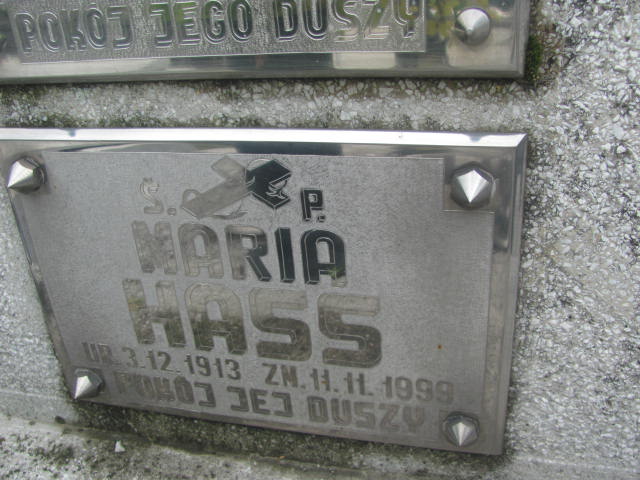 POKÓJ JEGO DUSZY
Ś. P.
MARIA
HASS
UR. 3.12.1913 ZM. 11.11.1999
POKÓJ JEJ DUSZY